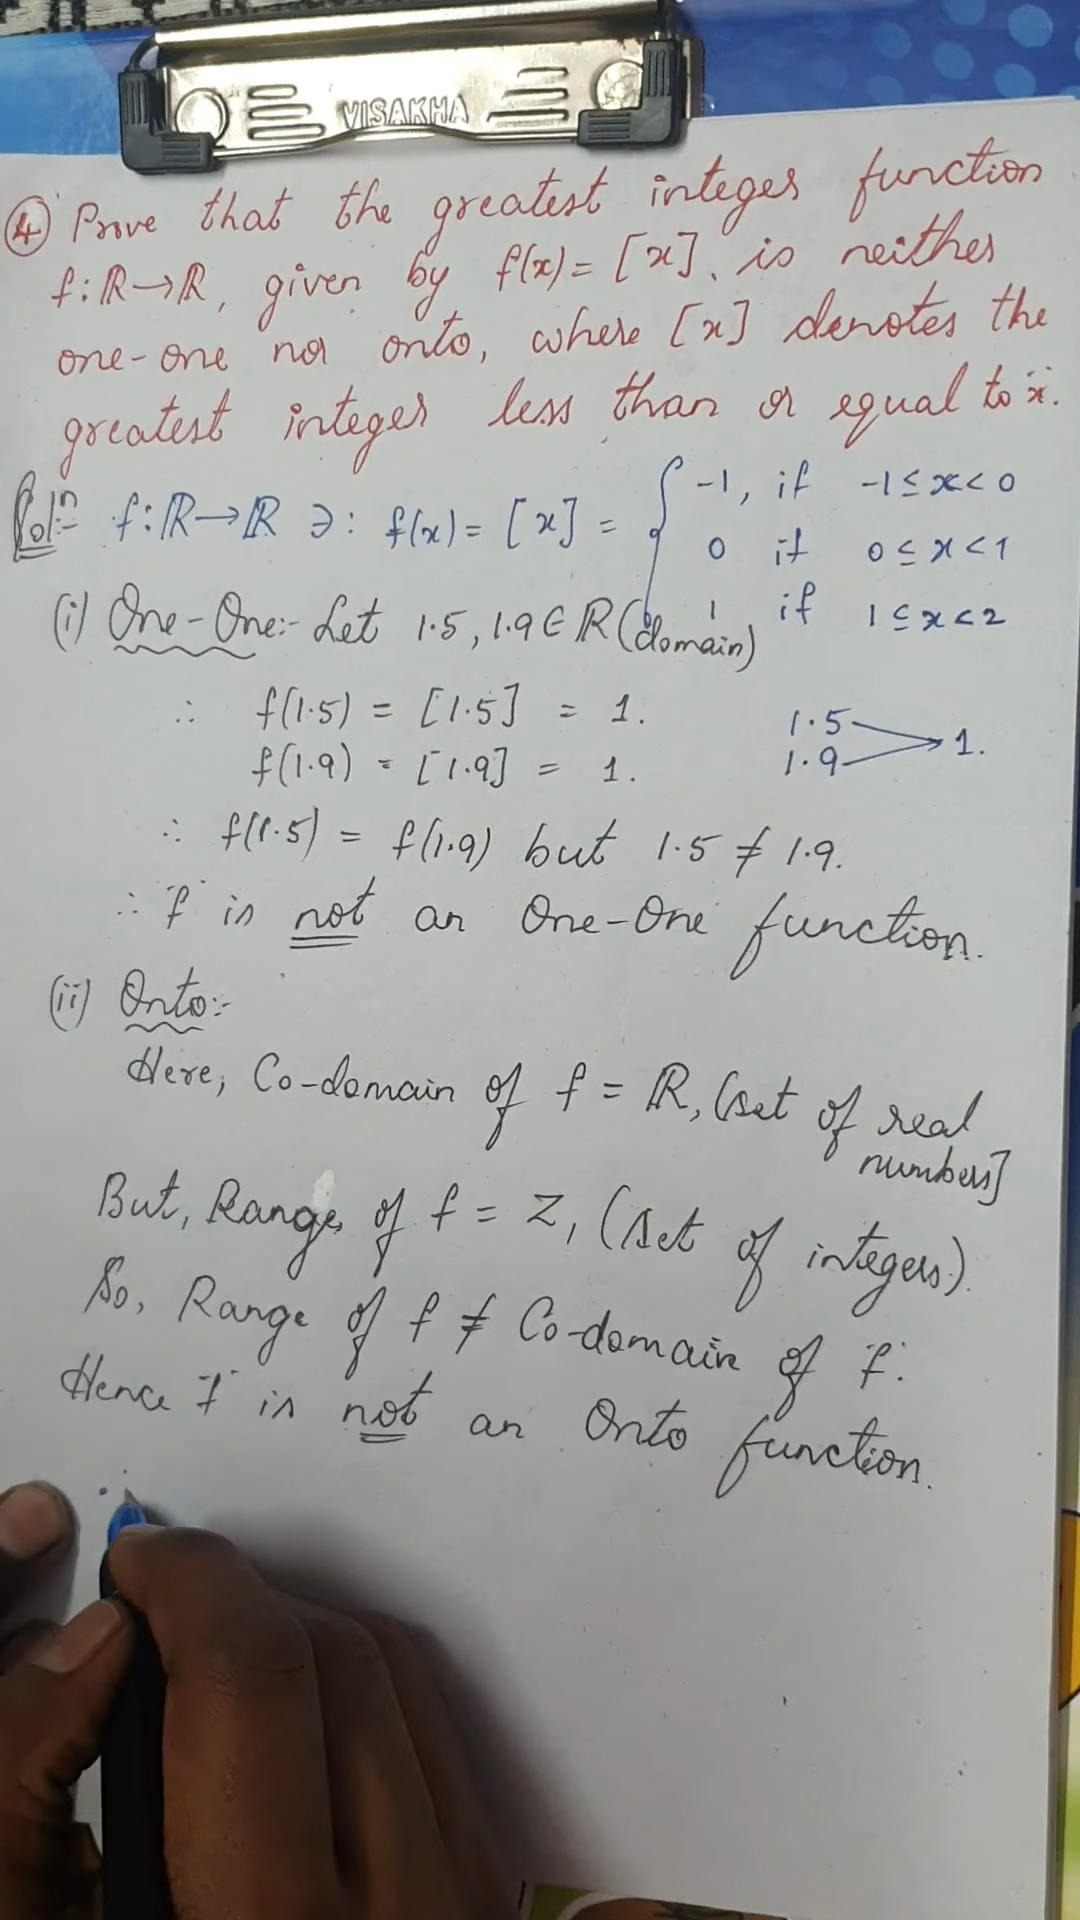 VISAKHA
④ Prove that the greatest integer function
f:ℝ→ℝ, given by f(x)= [x], is neither
one-one nor onto, where [x] denotes the
greatest integer less than or equal to 'x'.
Solⁿ:- f:ℝ→ℝ ∋: f(x)= [x] = { -1, if -1≤x<0
0 if 0≤x<1
1 if 1≤x<2
(i) One-One:- Let 1.5, 1.9 ∈ ℝ (domain)
∴ f(1.5) = [1.5] = 1.
f(1.9) = [1.9] = 1.
1.5
1.9 → 1.
∴ f(1.5) = f(1.9) but 1.5 ≠ 1.9.
∴ 'f' is not an One-One function.
(ii) Onto:-
Here, Co-domain of f = ℝ, (set of real
numbers]
But, Range of f = Z, (set of integers).
So, Range of f ≠ Co-domain of f.
Hence 'f' is not an Onto function.